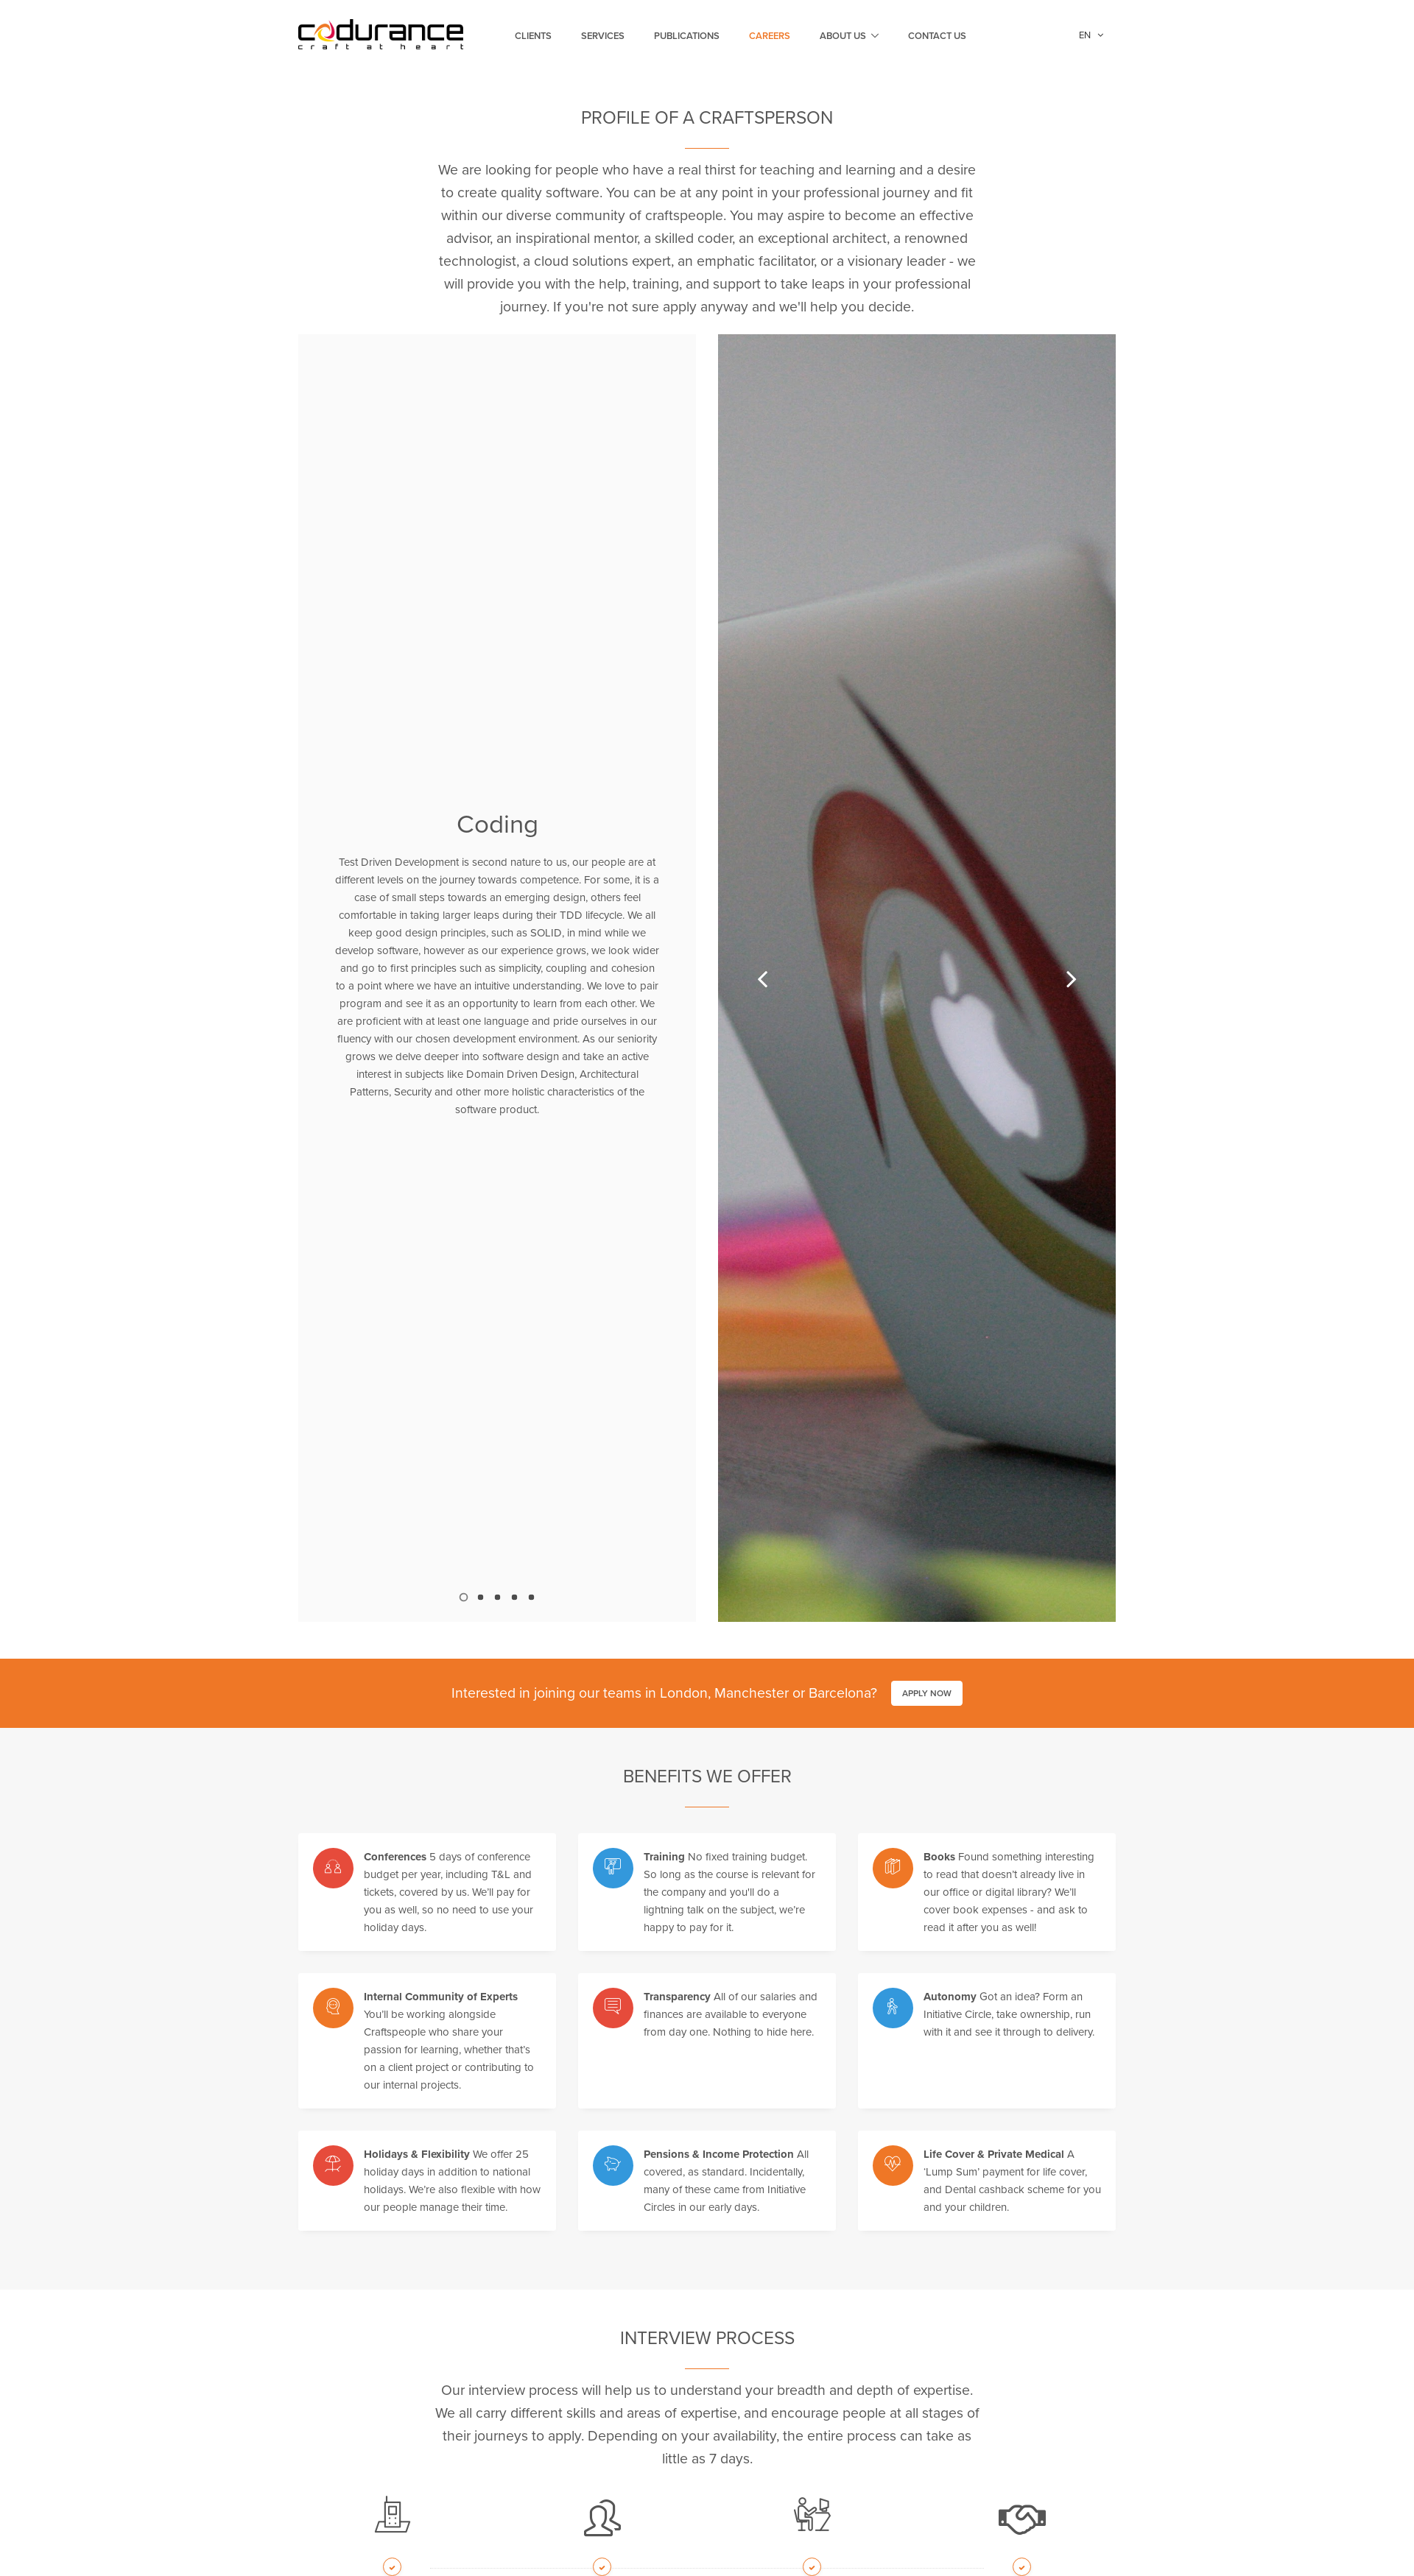 codurance
craft at heart
CLIENTS SERVICES PUBLICATIONS CAREERS ABOUT US CONTACT US EN
PROFILE OF A CRAFTSPERSON
We are looking for people who have a real thirst for teaching and learning and a desire
to create quality software. You can be at any point in your professional journey and fit
within our diverse community of craftspeople. You may aspire to become an effective
advisor, an inspirational mentor, a skilled coder, an exceptional architect, a renowned
technologist, a cloud solutions expert, an emphatic facilitator, or a visionary leader - we
will provide you with the help, training, and support to take leaps in your professional
journey. If you're not sure apply anyway and we'll help you decide.
Coding
Test Driven Development is second nature to us, our people are at
different levels on the journey towards competence. For some, it is a
case of small steps towards an emerging design, others feel
comfortable in taking larger leaps during their TDD lifecycle. We all
keep good design principles, such as SOLID, in mind while we
develop software, however as our experience grows, we look wider
and go to first principles such as simplicity, coupling and cohesion
to a point where we have an intuitive understanding. We love to pair
program and see it as an opportunity to learn from each other. We
are proficient with at least one language and pride ourselves in our
fluency with our chosen development environment. As our seniority
grows we delve deeper into software design and take an active
interest in subjects like Domain Driven Design, Architectural
Patterns, Security and other more holistic characteristics of the
software product.
Interested in joining our teams in London, Manchester or Barcelona? APPLY NOW
BENEFITS WE OFFER
Conferences 5 days of conference
budget per year, including T&L and
tickets, covered by us. We'll pay for
you as well, so no need to use your
holiday days.
Training No fixed training budget.
So long as the course is relevant for
the company and you'll do a
lightning talk on the subject, we're
happy to pay for it.
Books Found something interesting
to read that doesn't already live in
our office or digital library? We'll
cover book expenses - and ask to
read it after you as well!
Internal Community of Experts
You'll be working alongside
Craftspeople who share your
passion for learning, whether that's
on a client project or contributing to
our internal projects.
Transparency All of our salaries and
finances are available to everyone
from day one. Nothing to hide here.
Autonomy Got an idea? Form an
Initiative Circle, take ownership, run
with it and see it through to delivery.
Holidays & Flexibility We offer 25
holiday days in addition to national
holidays. We're also flexible with how
our people manage their time.
Pensions & Income Protection All
covered, as standard. Incidentally,
many of these came from Initiative
Circles in our early days.
Life Cover & Private Medical A
'Lump Sum' payment for life cover,
and Dental cashback scheme for you
and your children.
INTERVIEW PROCESS
Our interview process will help us to understand your breadth and depth of expertise.
We all carry different skills and areas of expertise, and encourage people at all stages of
their journeys to apply. Depending on your availability, the entire process can take as
little as 7 days.